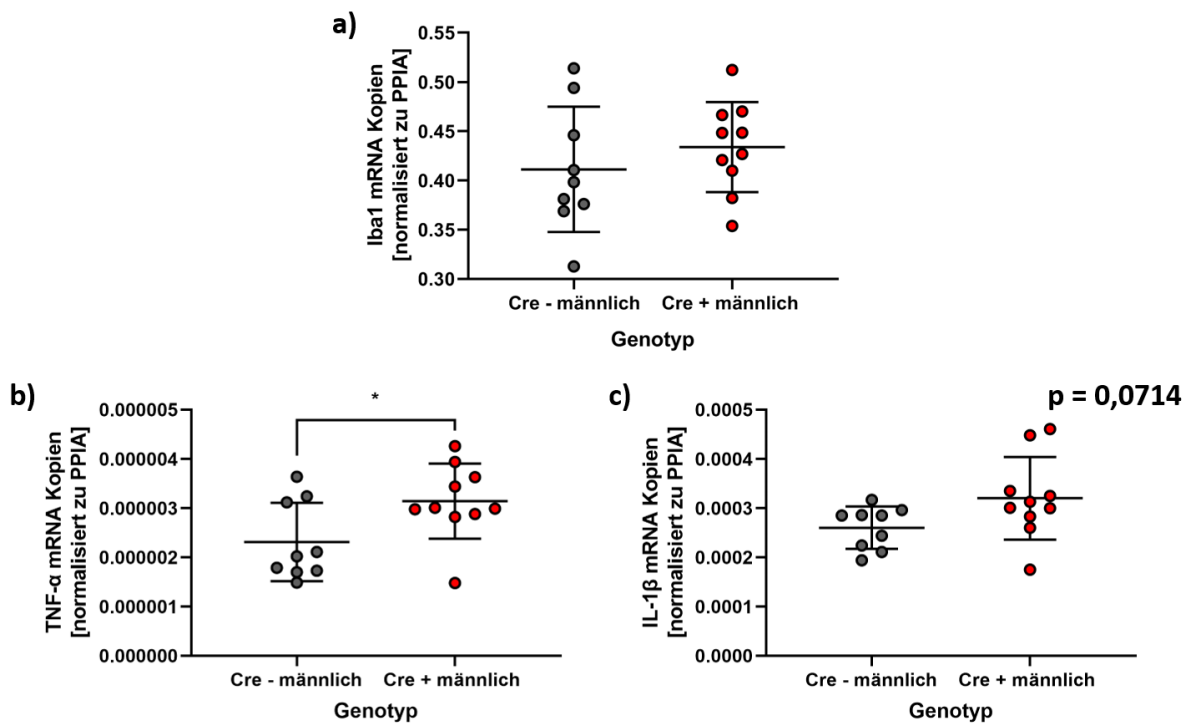 a)
Iba1 mRNA Kopien
[normalisiert zu PPIA]
0.55
0.50
0.45
0.40
0.35
0.30
Cre - männlich Cre + männlich
Genotyp
b)
TNF-α mRNA Kopien
[normalisiert zu PPIA]
0.000005
0.000004
0.000003
0.000002
0.000001
0.000000
*
Cre - männlich Cre + männlich
Genotyp
c)
p = 0,0714
IL-1β mRNA Kopien
[normalisiert zu PPIA]
0.0005
0.0004
0.0003
0.0002
0.0001
0.0000
Cre - männlich Cre + männlich
Genotyp